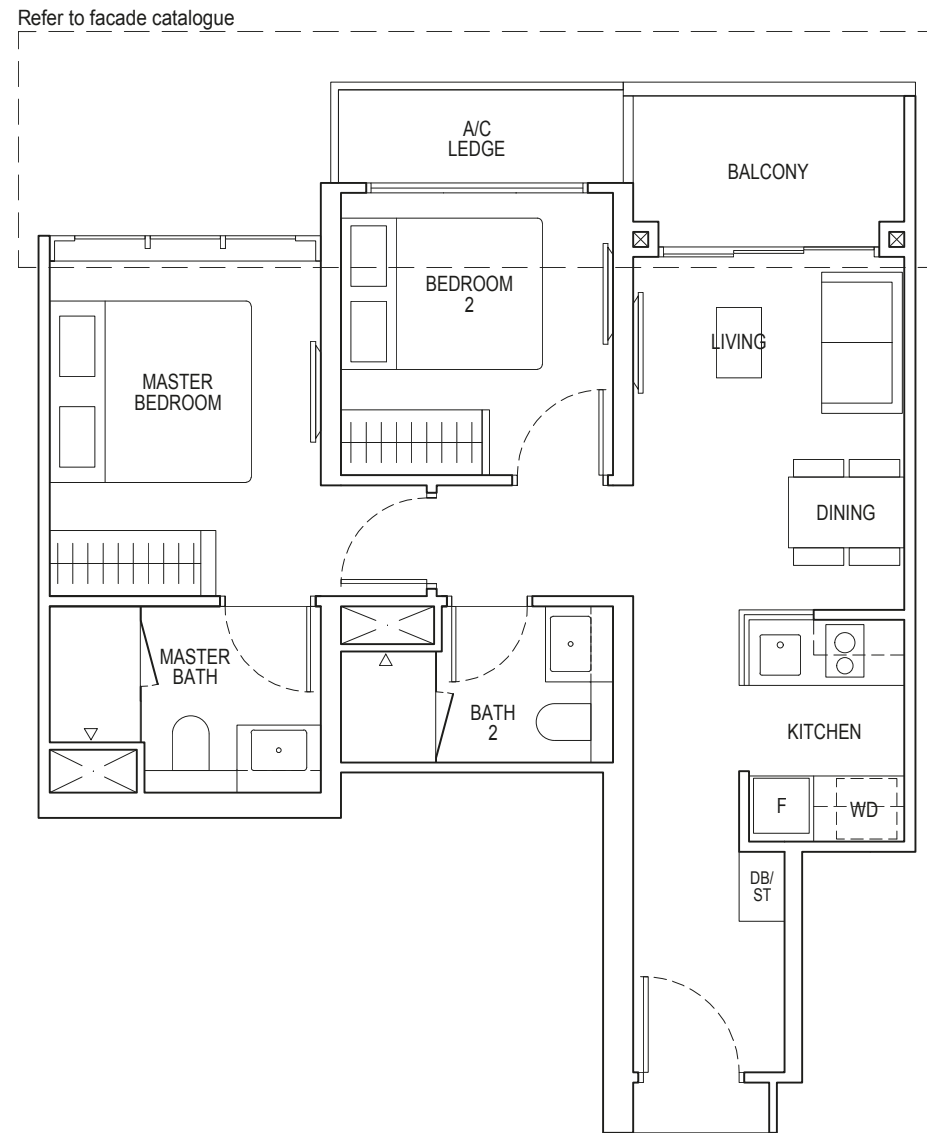 Refer to facade catalogue
A/C
LEDGE
BALCONY
BEDROOM
2
LIVING
MASTER
BEDROOM
DINING
MASTER
BATH
BATH
2
KITCHEN
F
WD
DB/
ST